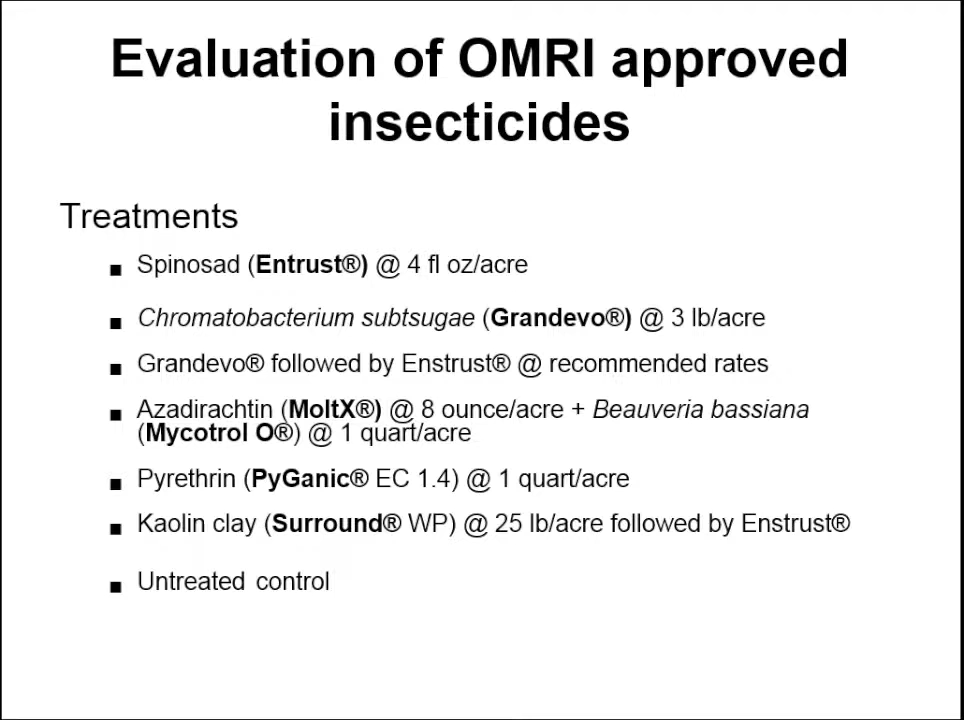 Evaluation of OMRI approved
insecticides
Treatments
■ Spinosad (Entrust®) @ 4 fl oz/acre
■ Chromatobacterium subtsugae (Grandevo®) @ 3 lb/acre
■ Grandevo® followed by Enstrust® @ recommended rates
■ Azadirachtin (MoltX®) @ 8 ounce/acre + Beauveria bassiana
(Mycotrol O®) @ 1 quart/acre
■ Pyrethrin (PyGanic® EC 1.4) @ 1 quart/acre
■ Kaolin clay (Surround® WP) @ 25 lb/acre followed by Enstrust®
■ Untreated control